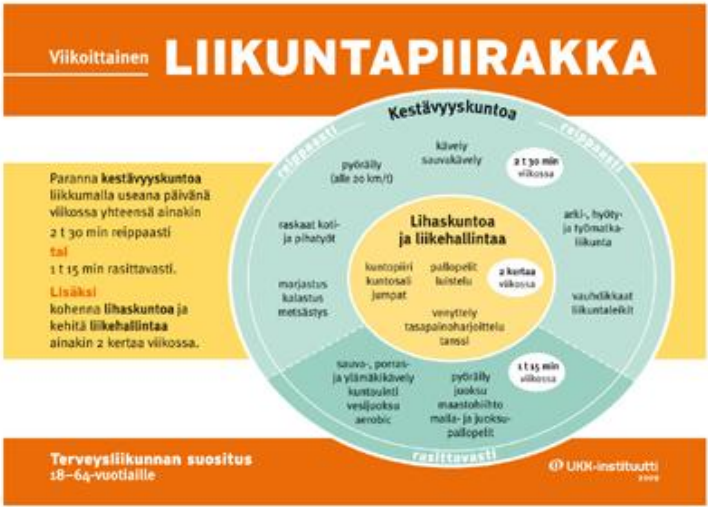 Viikoittainen LIIKUNTAPIIRAKKA
Paranna kestävyyskuntoa
liikkumalla useana päivänä
viikossa yhteensä ainakin
2 t 30 min reippaasti
tai
1 t 15 min rasittavasti.
Lisäksi
kohenna lihaskuntoa ja
kehitä liikehallintaa
ainakin 2 kertaa viikossa.
Kestävyyskuntoa
reippaasti
reippaasti
kävely
sauvakävely
2 t 30 min
viikossa
pyöräily
(alle 20 km/t)
raskaat koti-
ja pihatyöt
marjastus
kalastus
metsästys
arki-, hyöty-
ja työmatka-
liikunta
vauhdikkaat
liikuntaleikit
Lihaskuntoa
ja liikehallintaa
kuntopiiri
kuntosali
jumpat
pallopelit
luistelu
2 kertaa
viikossa
venyttely
tasapainoharjoittelu
tanssi
sauva-, porras-
ja ylämäkikävely
kuntouinti
vesijuoksu
aerobic
pyöräily
juoksu
maastohiihto
maila- ja juoksu-
pallopelit
1 t 15 min
viikossa
rasittavasti
Terveysliikunnan suositus
18–64-vuotiaille
UKK-instituutti
2009